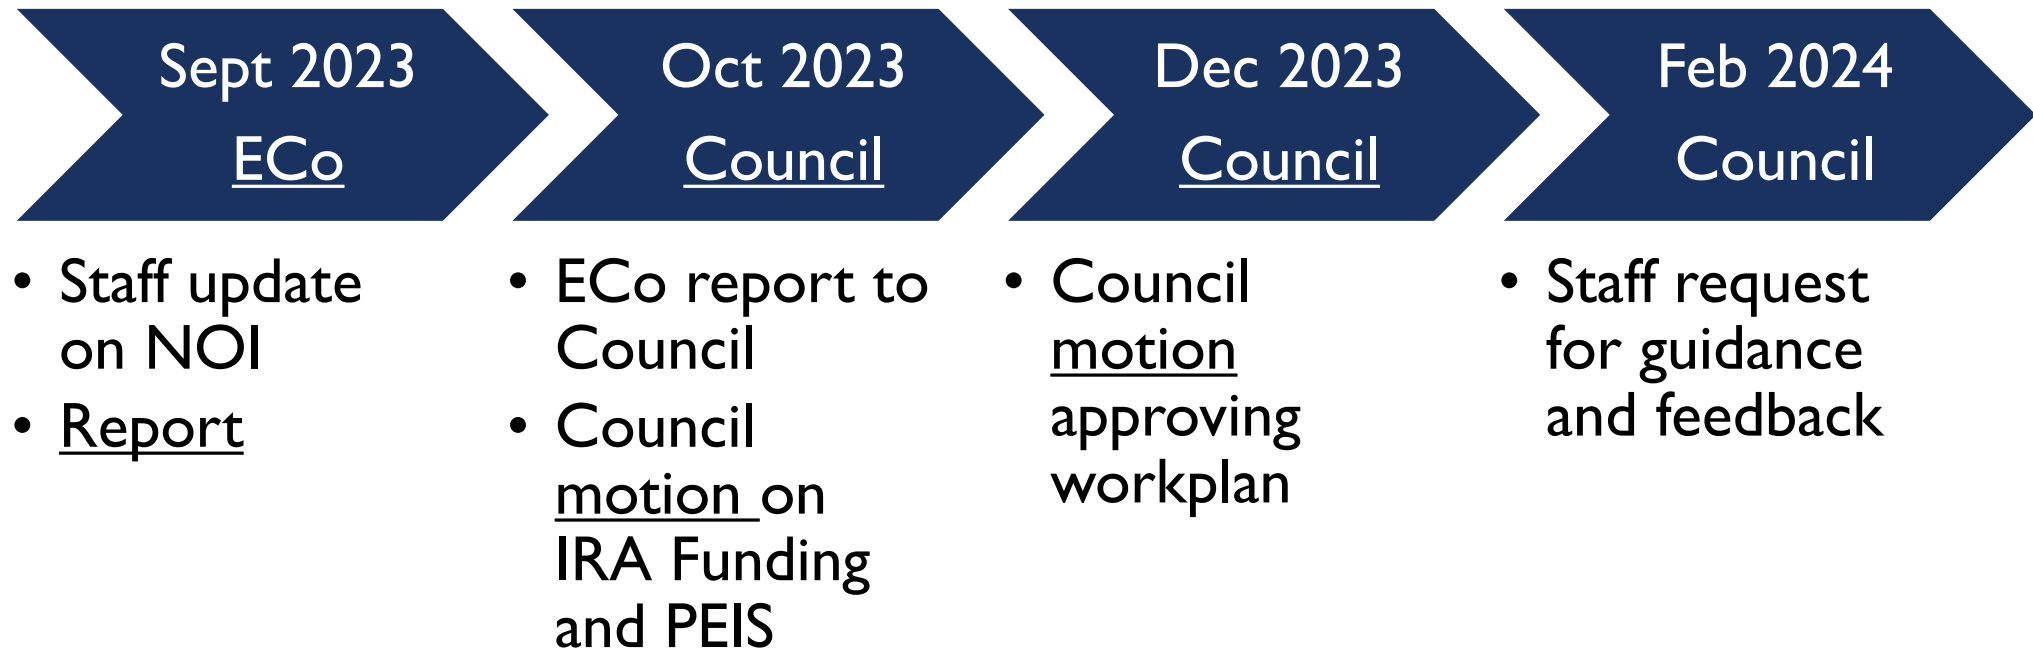 Sept 2023
ECo
• Staff update
on NOI
• Report
Oct 2023
Council
• ECo report to
Council
• Council
motion on
IRA Funding
and PEIS
Dec 2023
Council
• Council
motion
approving
workplan
Feb 2024
Council
• Staff request
for guidance
and feedback